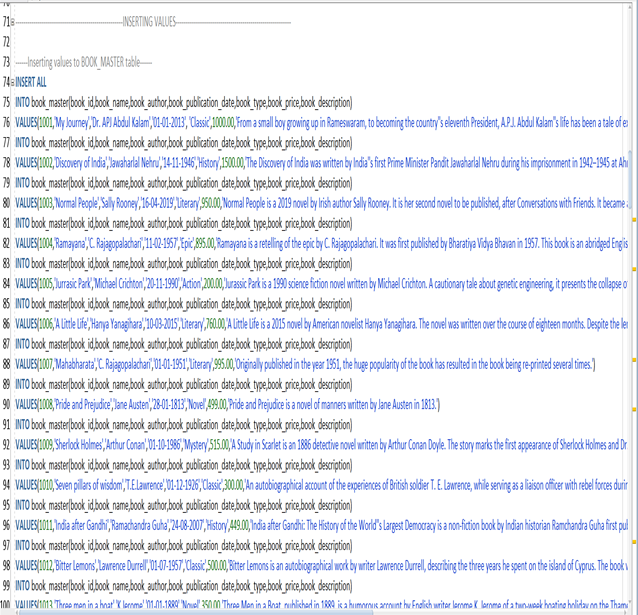 71 ------------------------------------INSERTING VALUES------------------------------------
72
73 -----Inserting values to BOOK_MASTER table-----
74 INSERT ALL
75 INTO book_master(book_id,book_name,book_author,book_publication_date,book_type,book_price,book_description)
76 VALUES(1001,'My Journey','Dr. APJ Abdul Kalam','01-01-2013', 'Classic',1000.00,'From a small boy growing up in Rameswaram, to becoming the country''s eleventh President, A.P.J. Abdul Kalam''s life has been a tale of ex
77 INTO book_master(book_id,book_name,book_author,book_publication_date,book_type,book_price,book_description)
78 VALUES(1002,'Discovery of India','Jawaharlal Nehru','14-11-1946','History',1500.00,'The Discovery of India was written by India''s first Prime Minister Pandit Jawaharlal Nehru during his imprisonment in 1942–1945 at Ah
79 INTO book_master(book_id,book_name,book_author,book_publication_date,book_type,book_price,book_description)
80 VALUES(1003,'Normal People','Sally Rooney','16-04-2019','Literary',950.00,'Normal People is a 2019 novel by Irish author Sally Rooney. It is her second novel to be published, after Conversations with Friends. It became
81 INTO book_master(book_id,book_name,book_author,book_publication_date,book_type,book_price,book_description)
82 VALUES(1004,'Ramayana','C. Rajagopalachari','11-02-1957','Epic',895.00,'Ramayana is a retelling of the epic by C. Rajagopalachari. It was first published by Bharatiya Vidya Bhavan in 1957. This book is an abridged Englis
83 INTO book_master(book_id,book_name,book_author,book_publication_date,book_type,book_price,book_description)
84 VALUES(1005,'Jurrasic Park','Michael Crichton','20-11-1990','Action',200.00,'Jurassic Park is a 1990 science fiction novel written by Michael Crichton. A cautionary tale about genetic engineering, it presents the collapse o
85 INTO book_master(book_id,book_name,book_author,book_publication_date,book_type,book_price,book_description)
86 VALUES(1006,'A Little Life','Hanya Yanagihara','10-03-2015','Literary',760.00,'A Little Life is a 2015 novel by American novelist Hanya Yanagihara. The novel was written over the course of eighteen months. Despite the ler
87 INTO book_master(book_id,book_name,book_author,book_publication_date,book_type,book_price,book_description)
88 VALUES(1007,'Mahabharata','C. Rajagopalachari','01-01-1951','Literary',995.00,'Originally published in the year 1951, the huge popularity of the book has resulted in the book being re-printed several times.')
89 INTO book_master(book_id,book_name,book_author,book_publication_date,book_type,book_price,book_description)
90 VALUES(1008,'Pride and Prejudice','Jane Austen','28-01-1813','Novel',499.00,'Pride and Prejudice is a novel of manners written by Jane Austen in 1813.')
91 INTO book_master(book_id,book_name,book_author,book_publication_date,book_type,book_price,book_description)
92 VALUES(1009,'Sherlock Holmes','Arthur Conan','01-10-1986','Mystery',515.00,'A Study in Scarlet is an 1886 detective novel written by Arthur Conan Doyle. The story marks the first appearance of Sherlock Holmes and Dr
93 INTO book_master(book_id,book_name,book_author,book_publication_date,book_type,book_price,book_description)
94 VALUES(1010,'Seven pillars of wisdom','T.E.Lawrence','01-12-1926','Classic',300.00,'An autobiographical account of the experiences of British soldier T. E. Lawrence, while serving as a liaison officer with rebel forces durin
95 INTO book_master(book_id,book_name,book_author,book_publication_date,book_type,book_price,book_description)
96 VALUES(1011,'India after Gandhi','Ramachandra Guha','24-08-2007','History',449.00,'India after Gandhi: The History of the World''s Largest Democracy is a non-fiction book by Indian historian Ramchandra Guha first pul
97 INTO book_master(book_id,book_name,book_author,book_publication_date,book_type,book_price,book_description)
98 VALUES(1012,'Bitter Lemons','Lawrence Durrell','01-07-1957','Classic',500.00,'Bitter Lemons is an autobiographical work by writer Lawrence Durrell, describing the three years he spent on the island of Cyprus. The book
99 INTO book_master(book_id,book_name,book_author,book_publication_date,book_type,book_price,book_description)
100 VALUES(1013,'Three men in a boat','K Jerome','01-01-1889','Novel',350.00,'Three Men in a Boat, published in 1889, is a humorous account by English writer Jerome K. Jerome of a two-week boating holiday on the